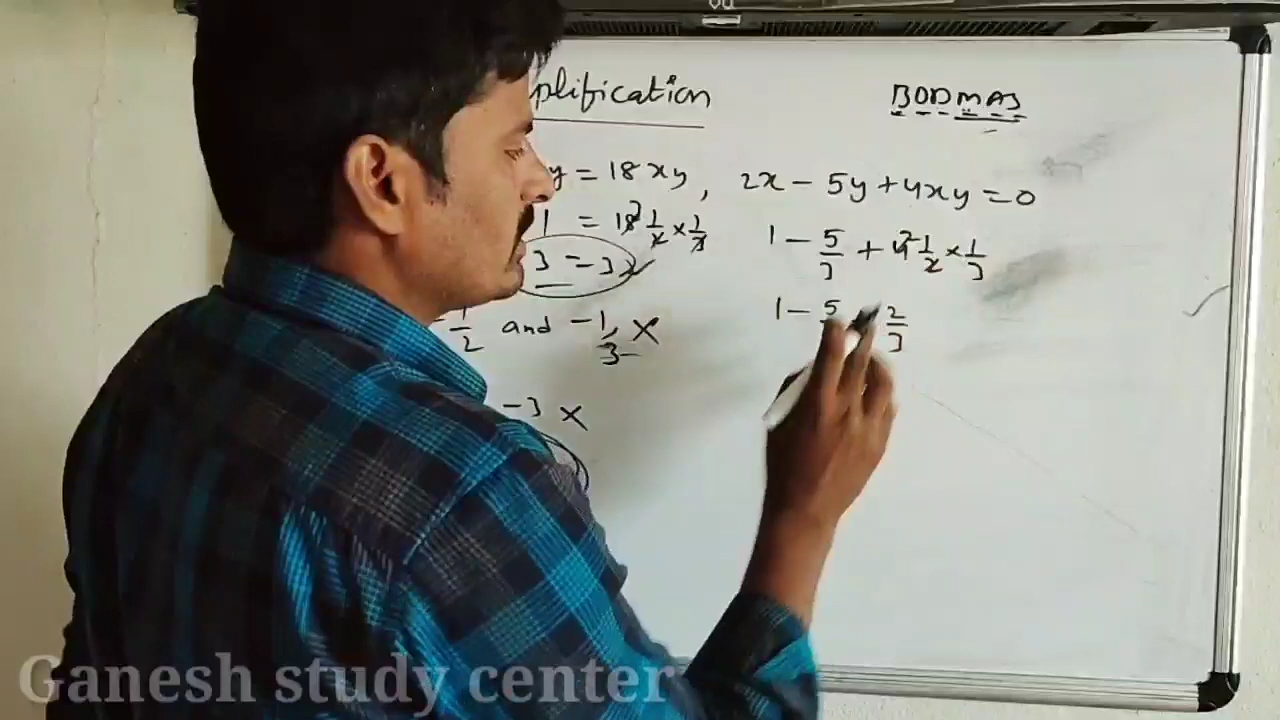 plification
BODMAS
y = 18xy, 2x - 5y + 4xy = 0
1 = 18 1/2 × 1/3
1 - 5/3 + 4 1/2 × 1/3
3 = 3
1 - 5 2/3
1/2 and -1/3 ×
-3 ×
Ganesh study center